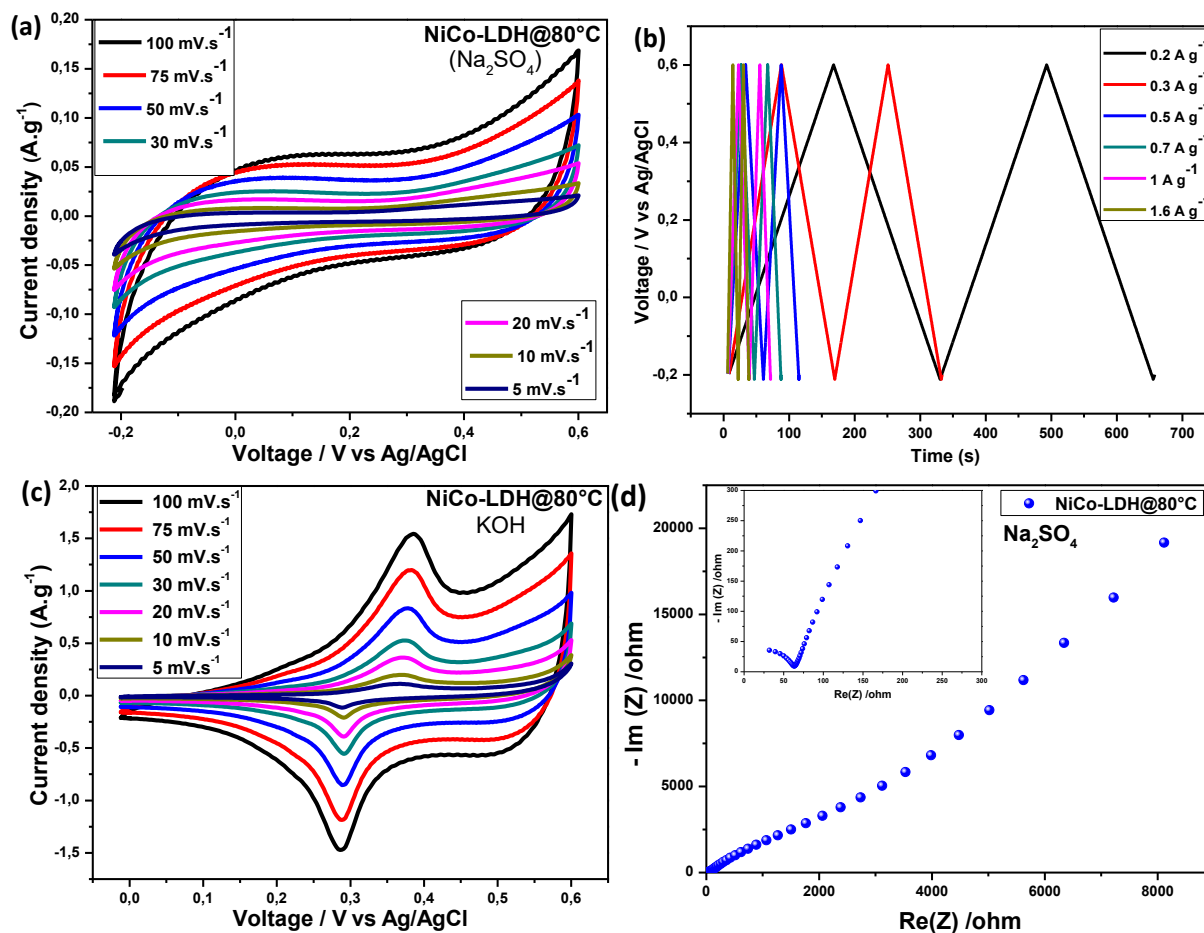 (a)
NiCo-LDH@80°C
(Na2SO4)
100 mV.s-1
75 mV.s-1
50 mV.s-1
30 mV.s-1
20 mV.s-1
10 mV.s-1
5 mV.s-1
Current density (A.g-1)
0,20
0,15
0,10
0,05
0,00
-0,05
-0,10
-0,15
0,20
-0,2 0,0 0,2 0,4 0,6
Voltage / V vs Ag/AgCl
(b)
0.2 A g-1
0.3 A g-1
0.5 A g-1
0.7 A g-1
1 A g-1
1.6 A g-1
Voltage / V vs Ag/AgCl
0,6
0,4
0,2
0,0
-0,2
0 100 200 300 400 500 600 700
Time (s)
(c)
NiCo-LDH@80°C
KOH
100 mV.s-1
75 mV.s-1
50 mV.s-1
30 mV.s-1
20 mV.s-1
10 mV.s-1
5 mV.s-1
Current density (A.g-1)
2,0
1,5
1,0
0,5
0,0
-0,5
-1,0
-1,5
0,0 0,1 0,2 0,3 0,4 0,5 0,6
Voltage / V vs Ag/AgCl
(d)
NiCo-LDH@80°C
Na2SO4
- Im (Z) /ohm
20000
15000
10000
5000
0
0 2000 4000 6000 8000
Re(Z) /ohm
- Im (Z) /ohm
300
250
200
150
100
50
0
0 50 100 150 200 250 300
Re(Z) /ohm